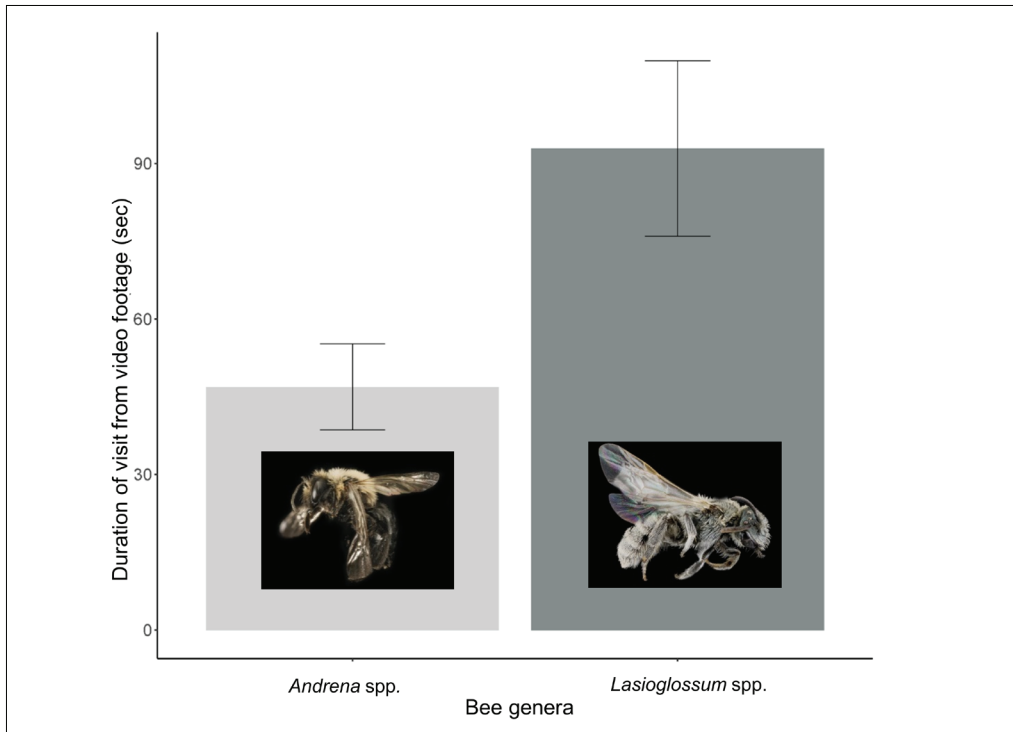 Duration of visit from video footage (sec)
90
60
30
0
Andrena spp.
Lasioglossum spp.
Bee genera